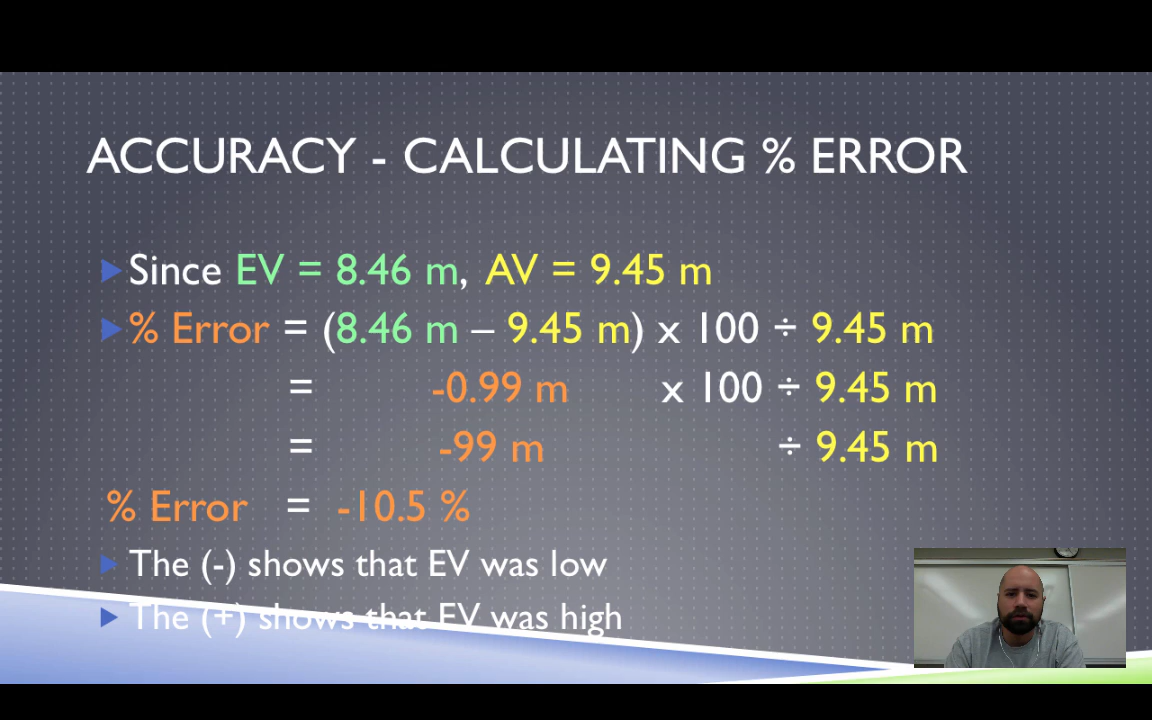 ACCURACY - CALCULATING % ERROR
Since EV = 8.46 m, AV = 9.45 m
% Error = (8.46 m – 9.45 m) x 100 ÷ 9.45 m
= -0.99 m x 100 ÷ 9.45 m
= -99 m ÷ 9.45 m
% Error = -10.5 %
The (-) shows that EV was low
The (+) shows that EV was high